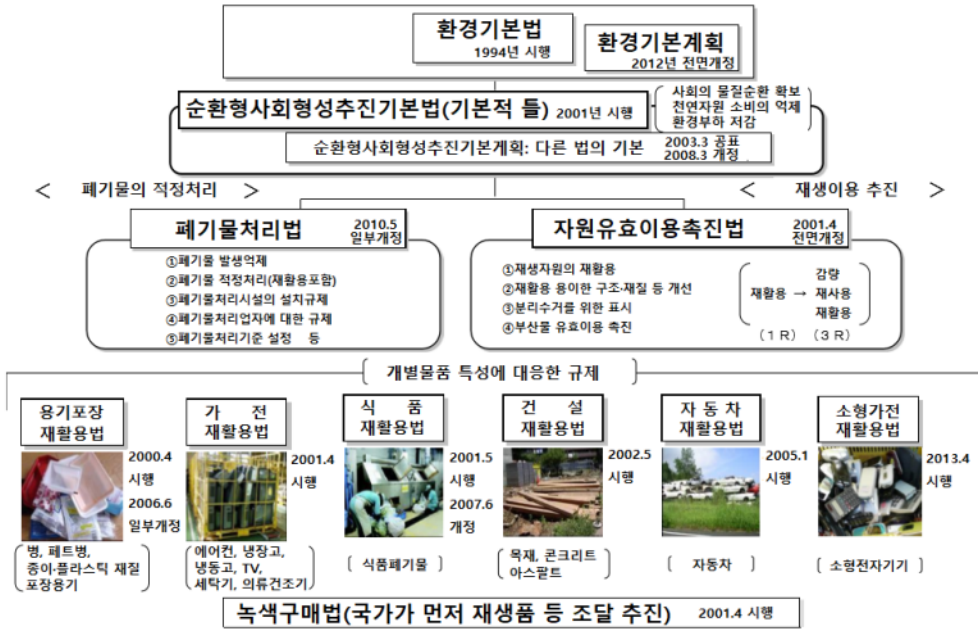 환경기본법
1994년 시행
환경기본계획
2012년 전면개정
순환형사회형성추진기본법(기본적 틀) 2001년 시행
사회의 물질순환 확보
천연자원 소비의 억제
환경부하 저감
순환형사회형성추진기본계획: 다른 법의 기본
2003.3 공표
2008.3 개정
< 폐기물의 적정처리 >
< 재생이용 추진 >
폐기물처리법
2010.5
일부개정
①폐기물 발생억제
②폐기물 적정처리(재활용포함)
③폐기물처리시설의 설치규제
④폐기물처리업자에 대한 규제
⑤폐기물처리기준 설정 등
자원유효이용촉진법
2001.4
전면개정
①재생자원의 재활용
②재활용 용이한 구조·재질 등 개선
③분리수거를 위한 표시
④부산물 유효이용 촉진
감량
재활용 → 재사용
재활용
(1R) (3R)
개별물품 특성에 대응한 규제
용기포장
재활용법
2000.4
시행
2006.6
일부개정
병, 페트병,
종이·플라스틱 재질
포장용기
가 전
재활용법
2001.4
시행
에어컨, 냉장고,
냉동고, TV,
세탁기, 의류건조기
식 품
재활용법
2001.5
시행
2007.6
개정
식품폐기물
건 설
재활용법
2002.5
시행
목재, 콘크리트
아스팔트
자동차
재활용법
2005.1
시행
자동차
소형가전
재활용법
2013.4
시행
소형전자기기
녹색구매법(국가가 먼저 재생품 등 조달 추진) 2001.4 시행